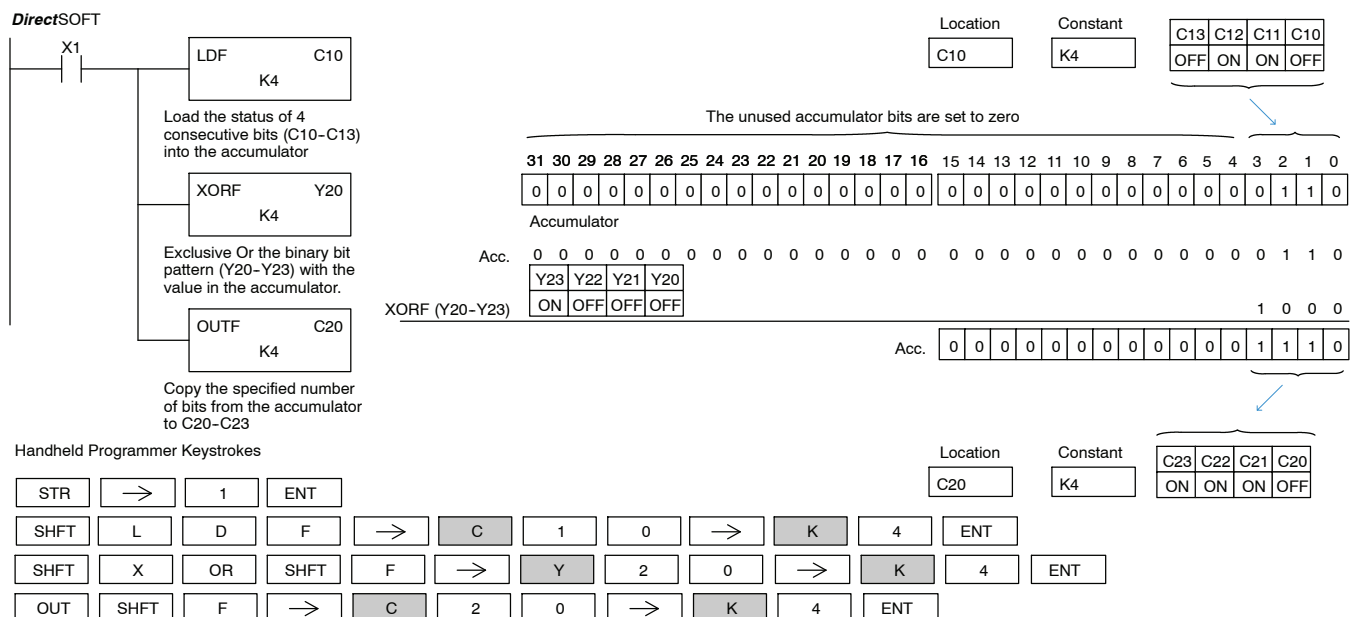 DirectSOFT
X1
LDF C10
K4
Load the status of 4
consecutive bits (C10-C13)
into the accumulator
XORF Y20
K4
Exclusive Or the binary bit
pattern (Y20-Y23) with the
value in the accumulator.
OUTF C20
K4
Copy the specified number
of bits from the accumulator
to C20-C23
Location Constant
C10 K4
C13 C12 C11 C10
OFF ON ON OFF
The unused accumulator bits are set to zero
31 30 29 28 27 26 25 24 23 22 21 20 19 18 17 16 15 14 13 12 11 10 9 8 7 6 5 4 3 2 1 0
0 0 0 0 0 0 0 0 0 0 0 0 0 0 0 0 0 0 0 0 0 0 0 0 0 0 0 0 0 1 1 0
Accumulator
Acc. 0 0 0 0 0 0 0 0 0 0 0 0 0 0 0 0 0 0 0 0 0 0 0 0 0 0 0 0 0 1 1 0
Y23 Y22 Y21 Y20
ON OFF OFF OFF
XORF (Y20-Y23) 1 0 0 0
Acc. 0 0 0 0 0 0 0 0 0 0 0 0 1 1 1 0
Location Constant
C20 K4
C23 C22 C21 C20
ON ON ON OFF
Handheld Programmer Keystrokes
STR → 1 ENT
SHFT L D F → C 1 0 → K 4 ENT
SHFT X OR SHFT F → Y 2 0 → K 4 ENT
OUT SHFT F → C 2 0 → K 4 ENT